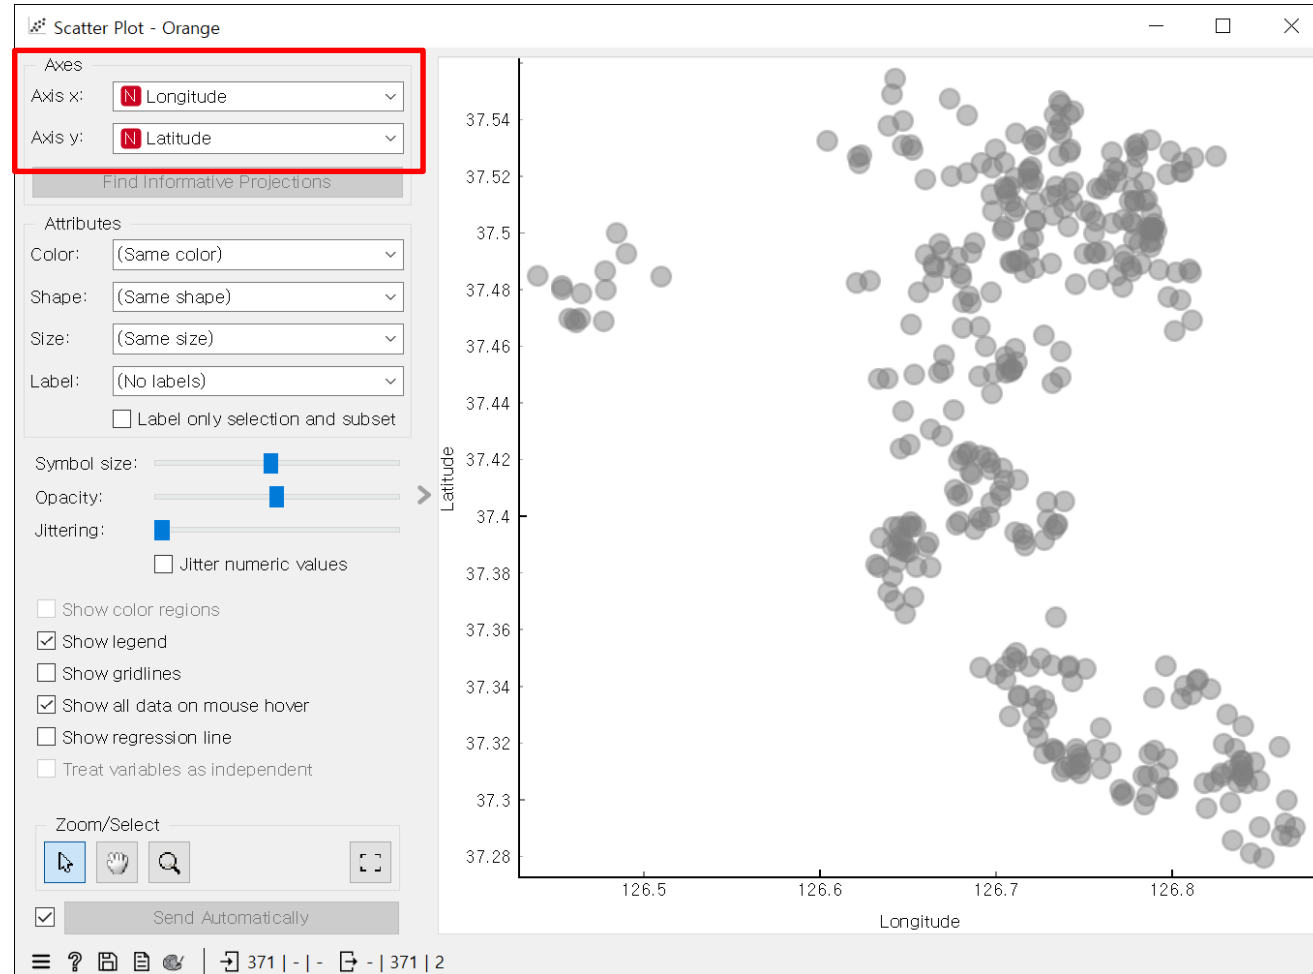 Scatter Plot - Orange
Axes
Axis x: N Longitude
Axis y: N Latitude
Find Informative Projections
Attributes
Color: (Same color)
Shape: (Same shape)
Size: (Same size)
Label: (No labels)
Label only selection and subset
Symbol size:
Opacity:
Jittering:
Jitter numeric values
Show color regions
Show legend
Show gridlines
Show all data on mouse hover
Show regression line
Treat variables as independent
Zoom/Select
Send Automatically
? 371 | - | - - | 371 | 2
Latitude
37.54
37.52
37.5
37.48
37.46
37.44
37.42
37.4
37.38
37.36
37.34
37.32
37.3
37.28
126.5 126.6 126.7 126.8
Longitude